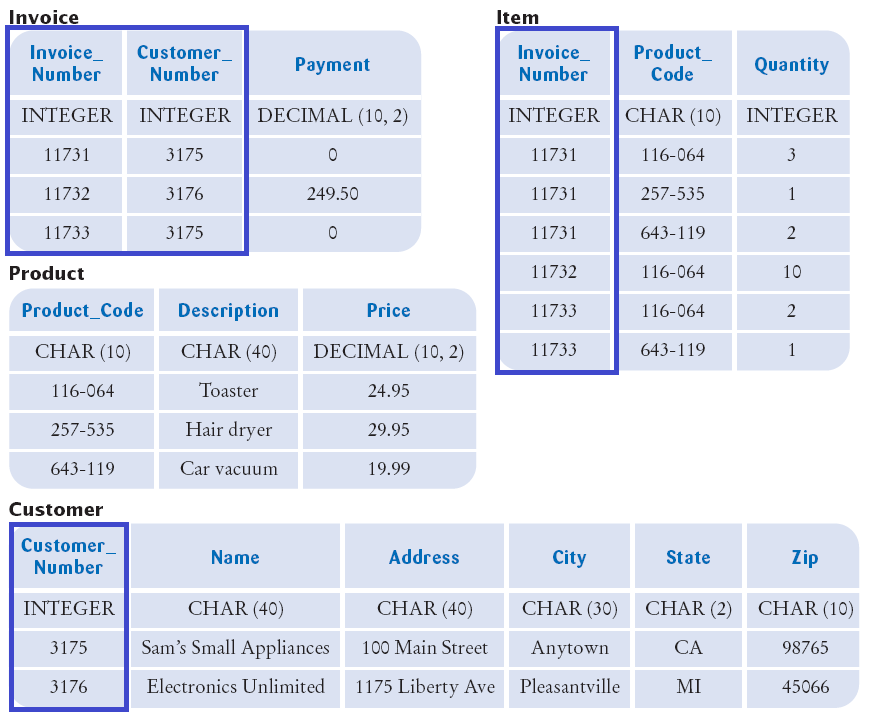 Invoice
Invoice_ Number Customer_ Number Payment
INTEGER INTEGER DECIMAL (10, 2)
11731 3175 0
11732 3176 249.50
11733 3175 0
Item
Invoice_ Number Product_ Code Quantity
INTEGER CHAR (10) INTEGER
11731 116-064 3
11731 257-535 1
11731 643-119 2
11732 116-064 10
11733 116-064 2
11733 643-119 1
Product
Product_Code Description Price
CHAR (10) CHAR (40) DECIMAL (10, 2)
116-064 Toaster 24.95
257-535 Hair dryer 29.95
643-119 Car vacuum 19.99
Customer
Customer_ Number Name Address City State Zip
INTEGER CHAR (40) CHAR (40) CHAR (30) CHAR (2) CHAR (10)
3175 Sam’s Small Appliances 100 Main Street Anytown CA 98765
3176 Electronics Unlimited 1175 Liberty Ave Pleasantville MI 45066